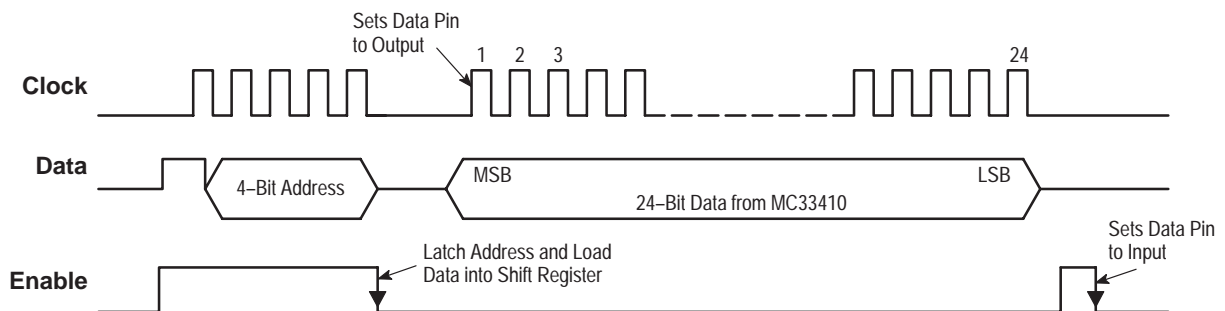 Sets Data Pin
to Output
1 2 3 24
Clock
Data
4–Bit Address
MSB
LSB
24–Bit Data from MC33410
Sets Data Pin
to Input
Latch Address and Load
Data into Shift Register
Enable